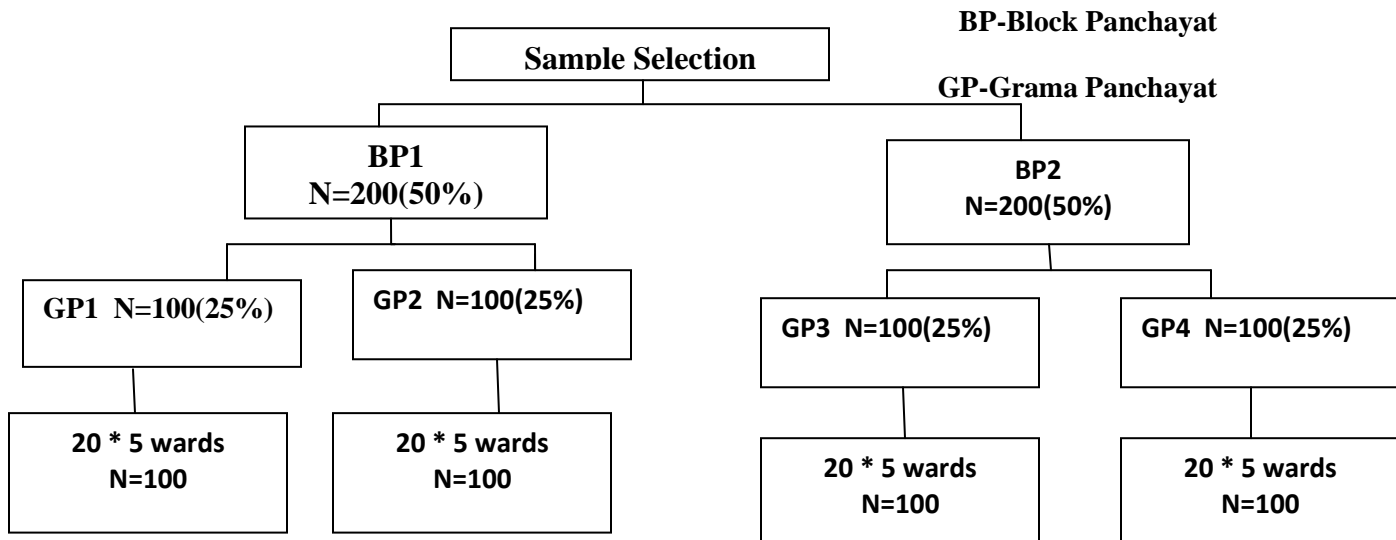 BP-Block Panchayat
Sample Selection
GP-Grama Panchayat
BP1
N=200(50%)
BP2
N=200(50%)
GP1 N=100(25%)
GP2 N=100(25%)
GP3 N=100(25%)
GP4 N=100(25%)
20 * 5 wards
N=100
20 * 5 wards
N=100
20 * 5 wards
N=100
20 * 5 wards
N=100